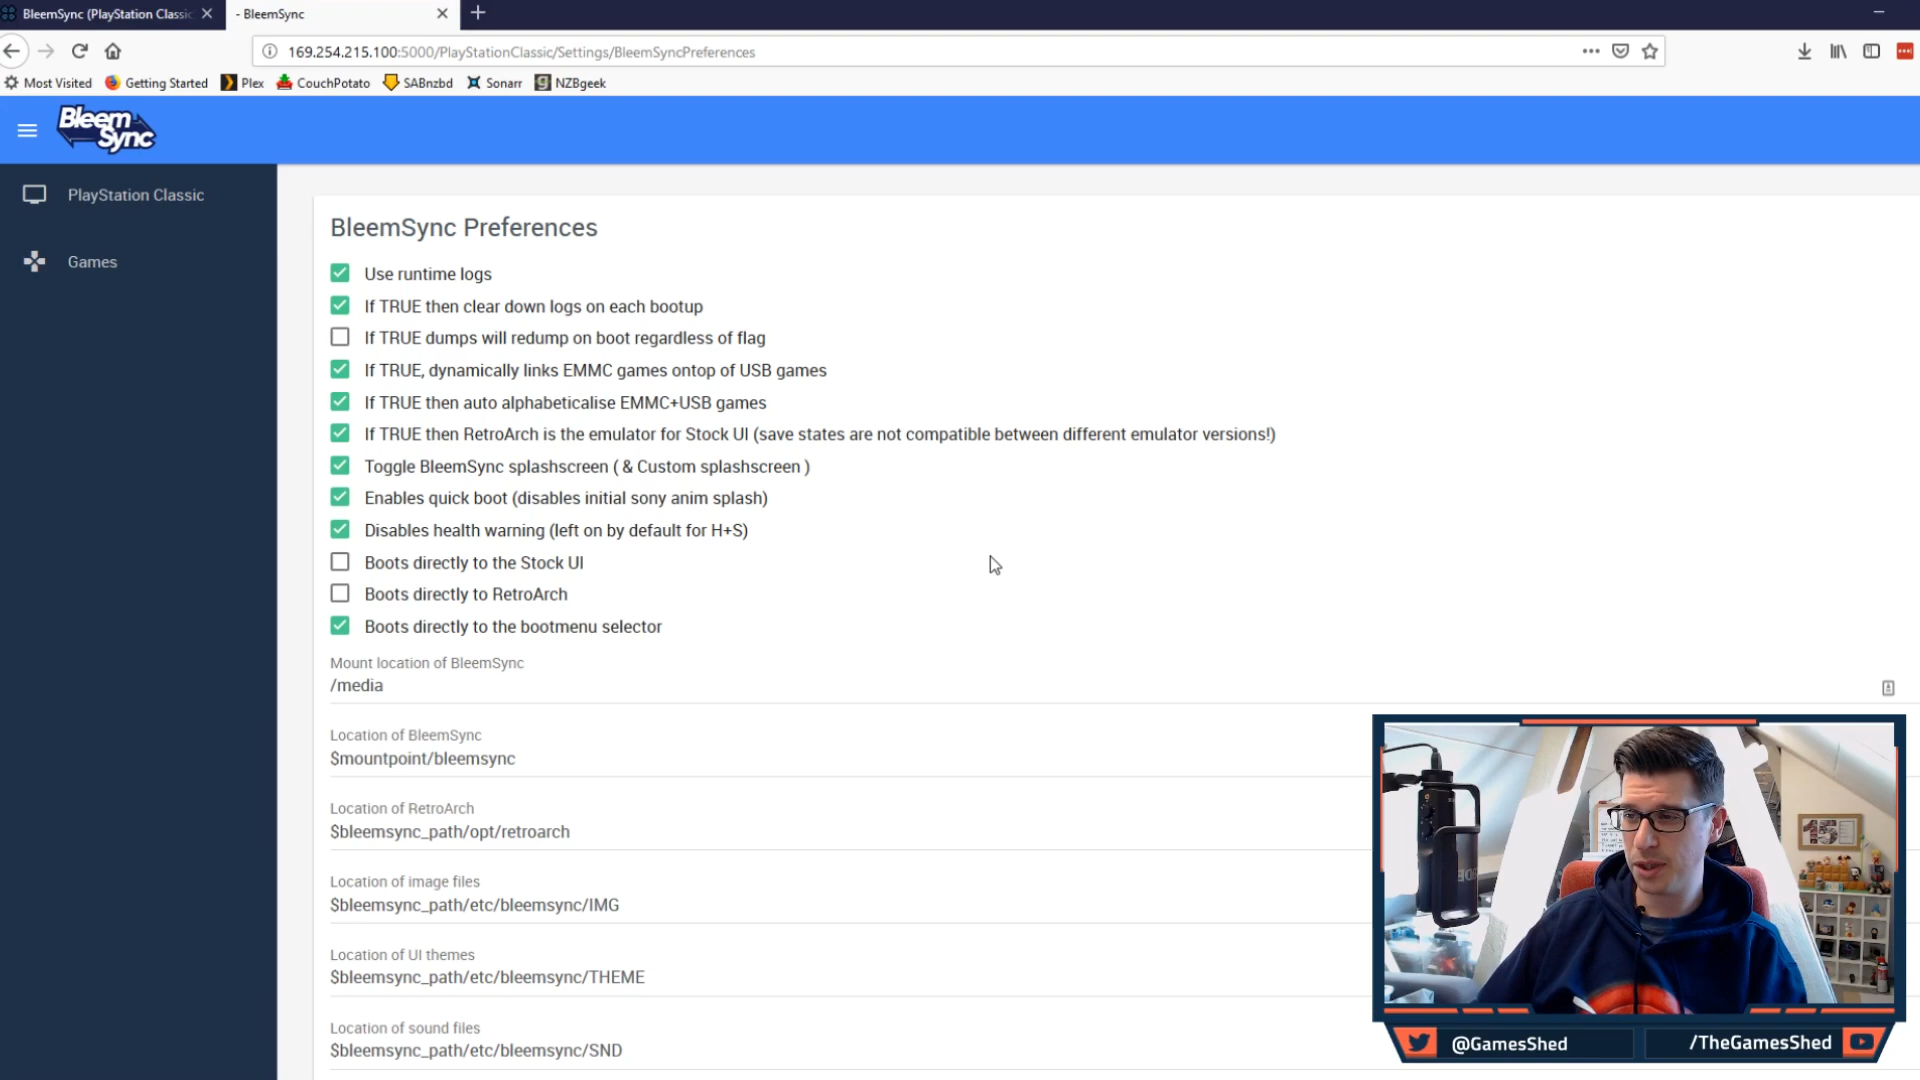 BleemSync (PlayStation Classic
- BleemSync
169.254.215.100:5000/PlayStationClassic/Settings/BleemSyncPreferences
Most Visited Getting Started Plex CouchPotato SABnzbd Sonarr NZBgeek
Bleem
Sync
PlayStation Classic
Games
BleemSync Preferences
Use runtime logs
If TRUE then clear down logs on each bootup
If TRUE dumps will redump on boot regardless of flag
If TRUE, dynamically links EMMC games ontop of USB games
If TRUE then auto alphabeticalise EMMC+USB games
If TRUE then RetroArch is the emulator for Stock UI (save states are not compatible between different emulator versions!)
Toggle BleemSync splashscreen ( & Custom splashscreen )
Enables quick boot (disables initial sony anim splash)
Disables health warning (left on by default for H+S)
Boots directly to the Stock UI
Boots directly to RetroArch
Boots directly to the bootmenu selector
Mount location of BleemSync
/media
Location of BleemSync
$mountpoint/bleemsync
Location of RetroArch
$bleemsync_path/opt/retroarch
Location of image files
$bleemsync_path/etc/bleemsync/IMG
Location of UI themes
$bleemsync_path/etc/bleemsync/THEME
Location of sound files
$bleemsync_path/etc/bleemsync/SND
@GamesShed
/TheGamesShed